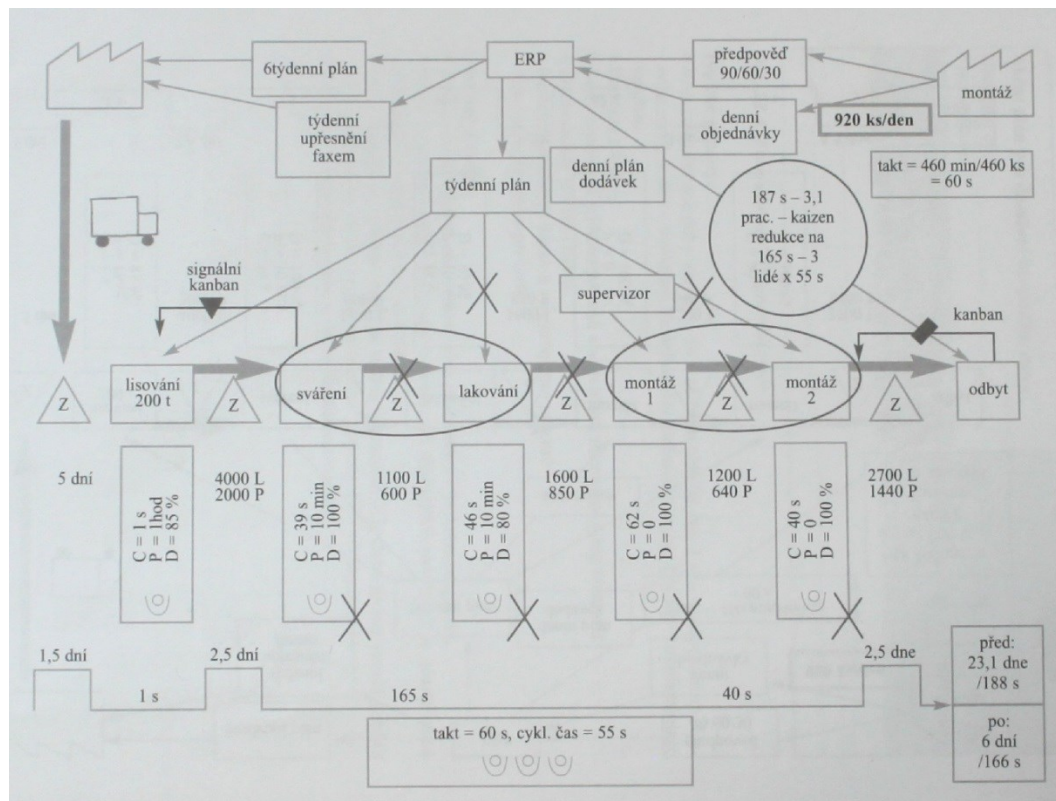 6týdenní plán
ERP
předpověď
90/60/30
montáž
týdenní
upřesnění
faxem
denní
objednávky
920 ks/den
týdenní plán
denní plán
dodávek
takt = 460 min/460 ks
= 60 s
187 s – 3,1
prac. – kaizen
redukce na
165 s – 3
lidé x 55 s
signální
kanban
supervizor
kanban
Z
lisování
200 t
Z
sváření
Z
lakování
Z
montáž
1
Z
montáž
2
Z
odbyt
5 dní
C = 1 s
P = 1hod
D = 85 %
4000 L
2000 P
C = 39 s
P = 10 min
D = 100 %
1100 L
600 P
C = 46 s
P = 10 min
D = 80 %
1600 L
850 P
C = 62 s
P = 0
D = 100 %
1200 L
640 P
C = 40 s
P = 0
D = 100 %
2700 L
1440 P
1,5 dní
1 s
2,5 dní
165 s
40 s
2,5 dne
před:
23,1 dne
/188 s
po:
6 dní
/166 s
takt = 60 s, cykl. čas = 55 s